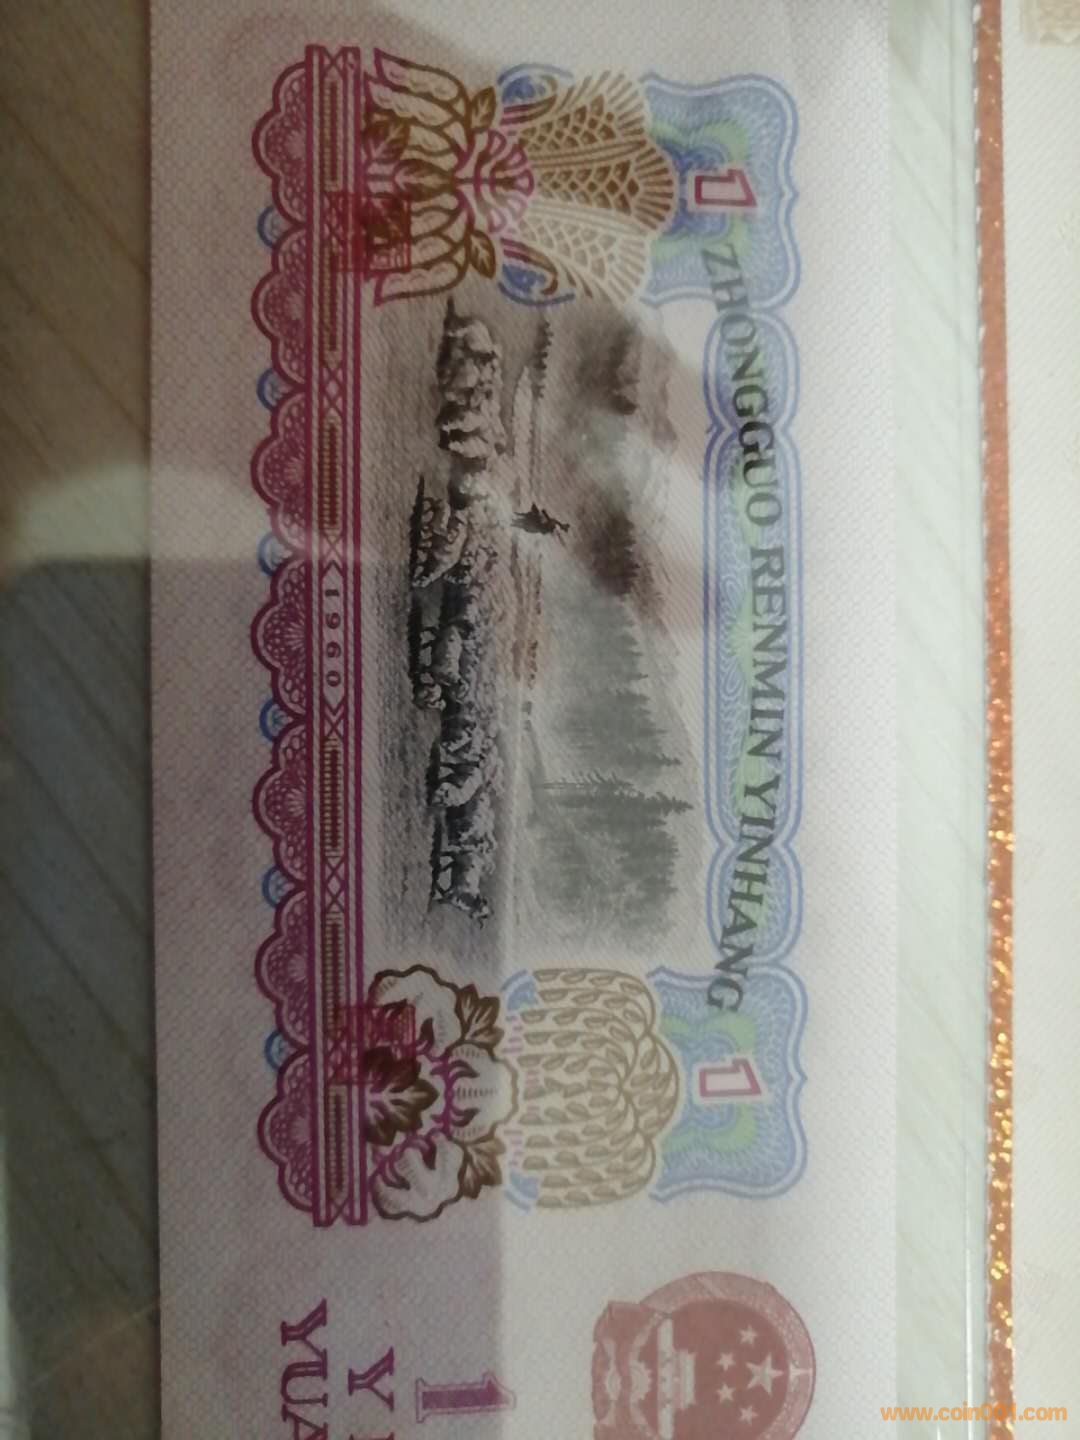 ZHONGGUO RENMIN YINHANG
1 1
1960
1
YI
YUA
www.coin001.com